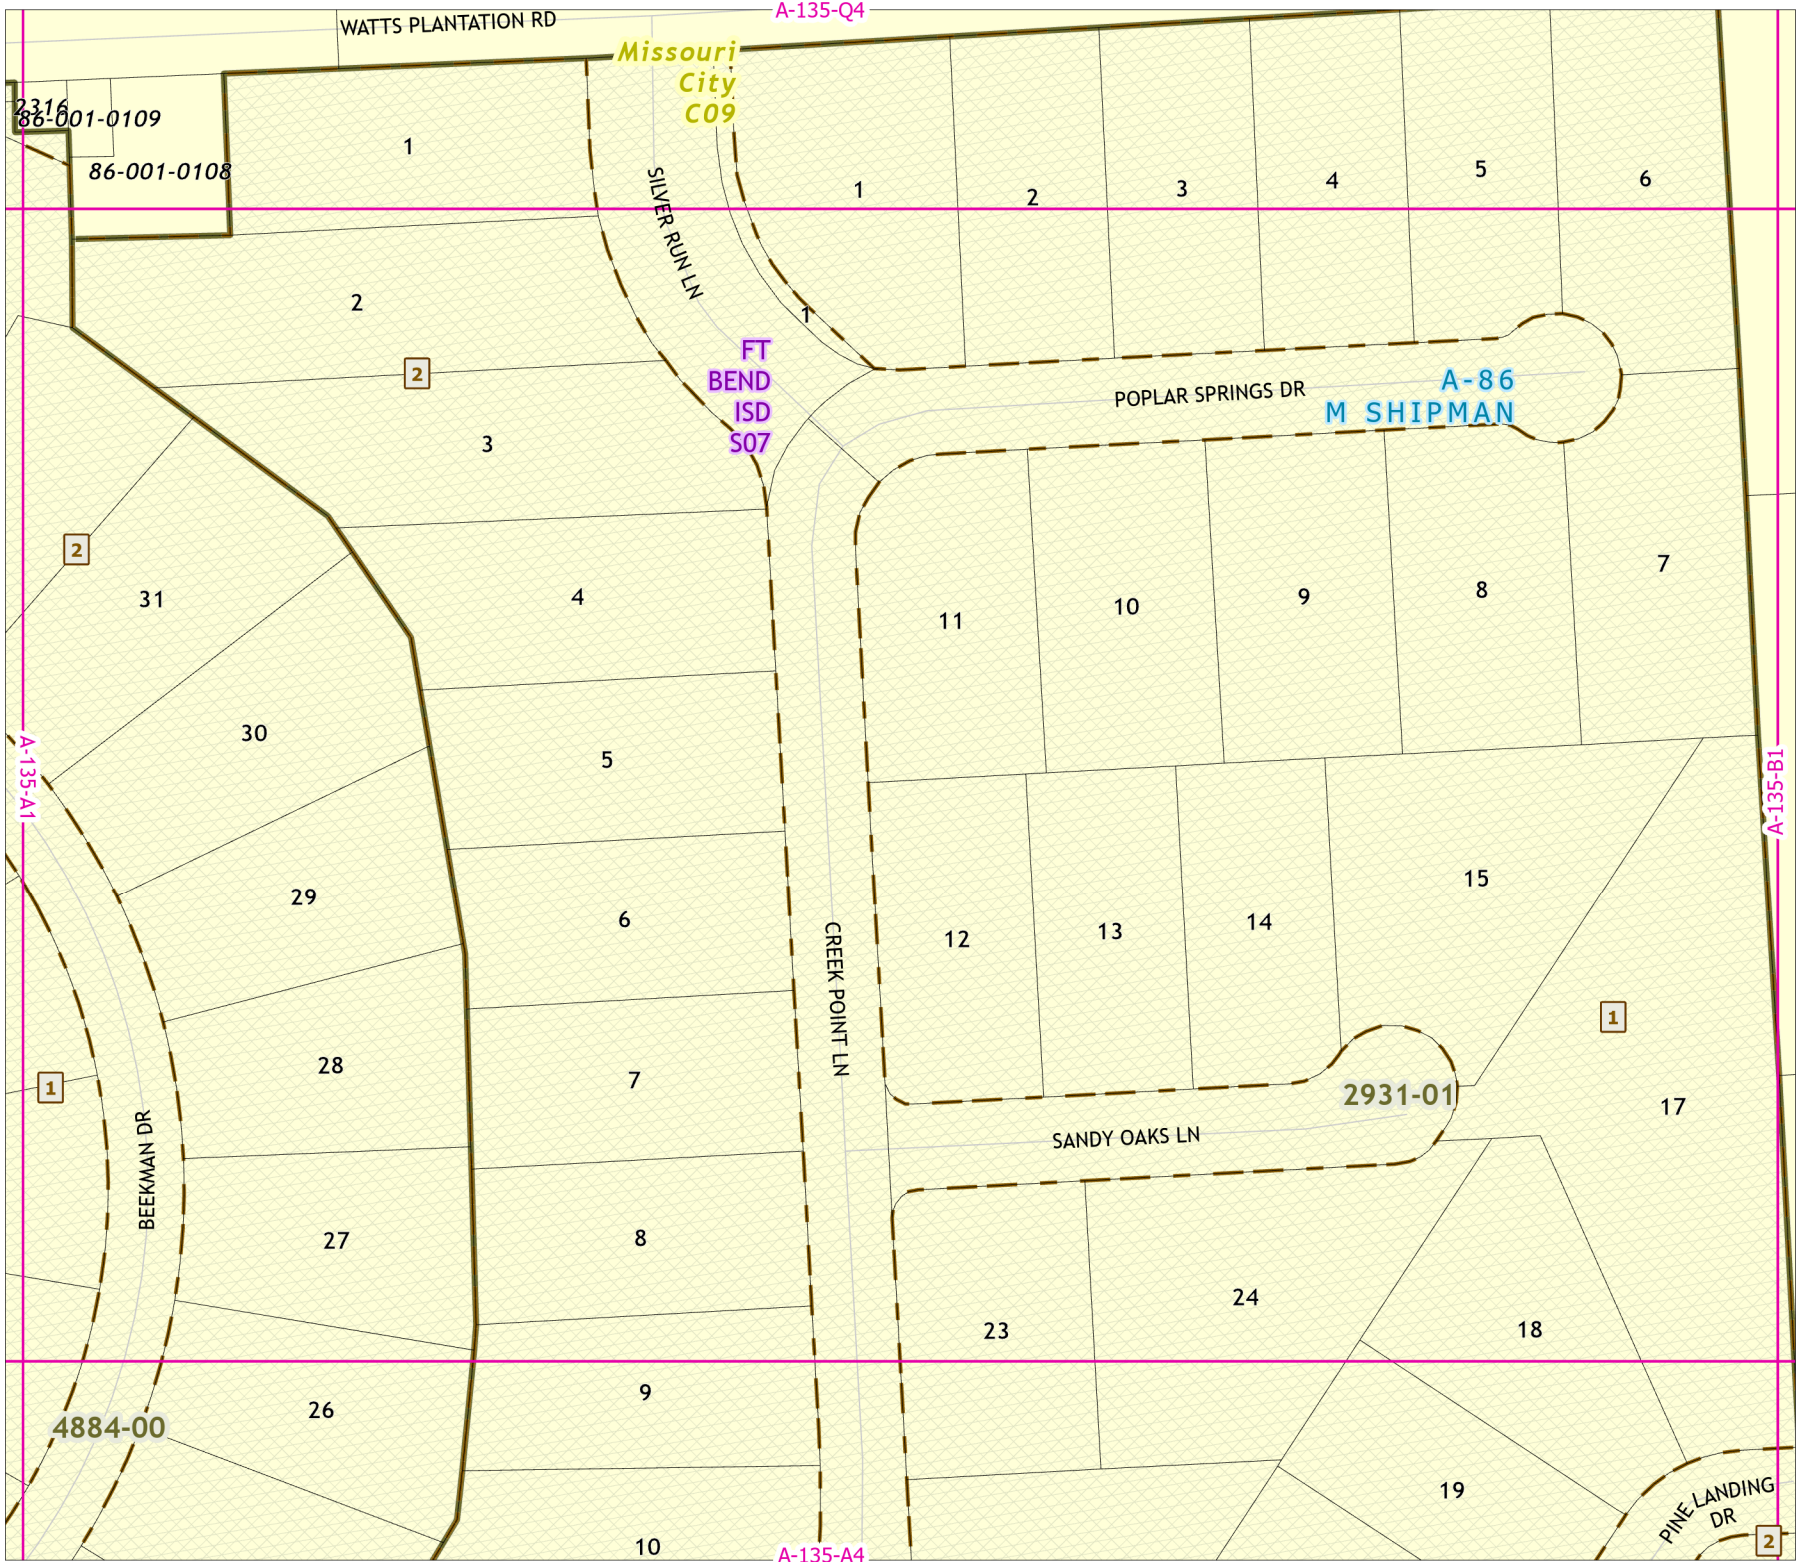 A-135-Q4
WATTS PLANTATION RD
Missouri
City
C09
2316
86-001-0109
86-001-0108
1
1
2
3
4
5
6
SILVER RUN LN
2
1
FT
BEND
ISD
S07
2
POPLAR SPRINGS DR
A-86
M SHIPMAN
3
2
31
4
11
10
9
8
7
30
5
A-135-A1
A-135-B1
29
6
12
13
14
15
CREEK POINT LN
1
28
7
1
2931-01
17
SANDY OAKS LN
BEEKMAN DR
27
8
24
23
18
26
9
4884-00
19
PINE LANDING
DR
10
2
A-135-A4